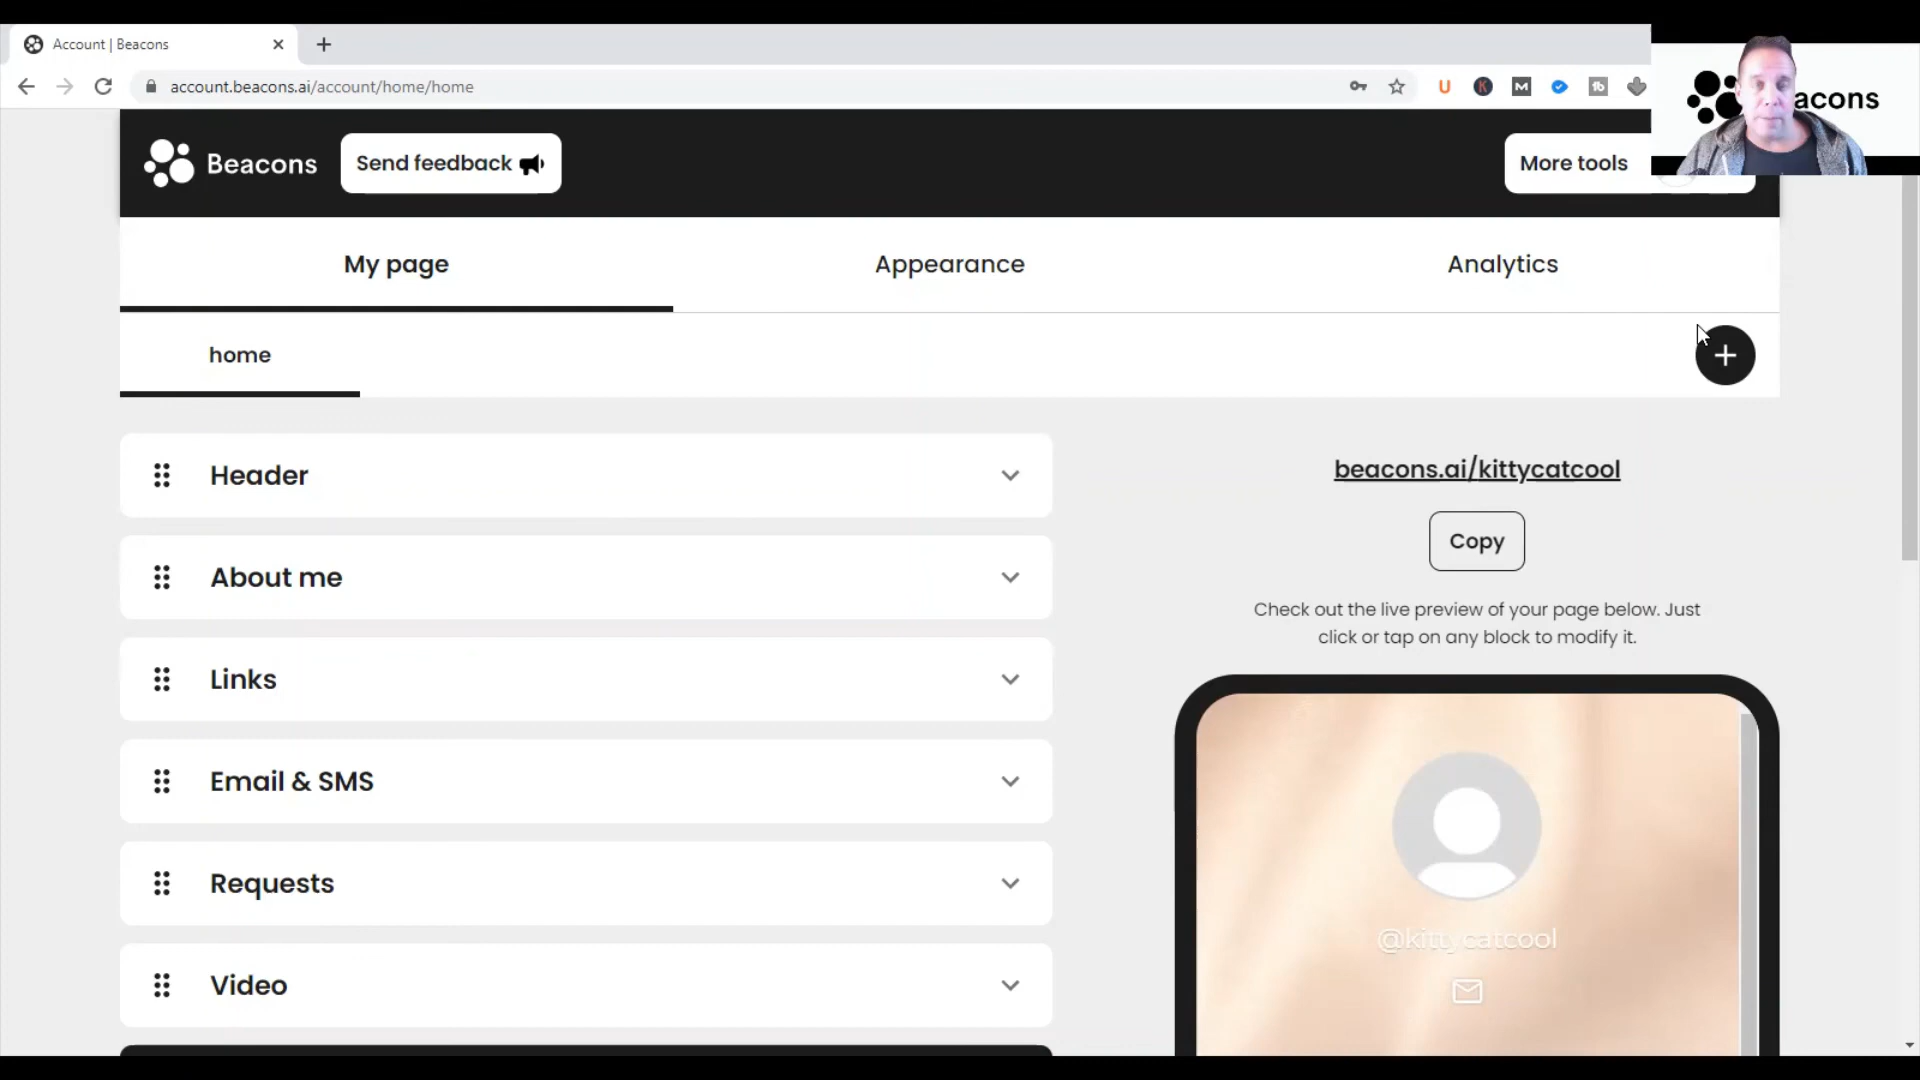 Account | Beacons
account.beacons.ai/account/home/home
acons
Beacons
Send feedback
More tools
My page
Appearance
Analytics
home
Header
beacons.ai/kittycatcool
Copy
About me
Check out the live preview of your page below. Just
click or tap on any block to modify it.
Links
Email & SMS
Requests
@kittycatcool
Video